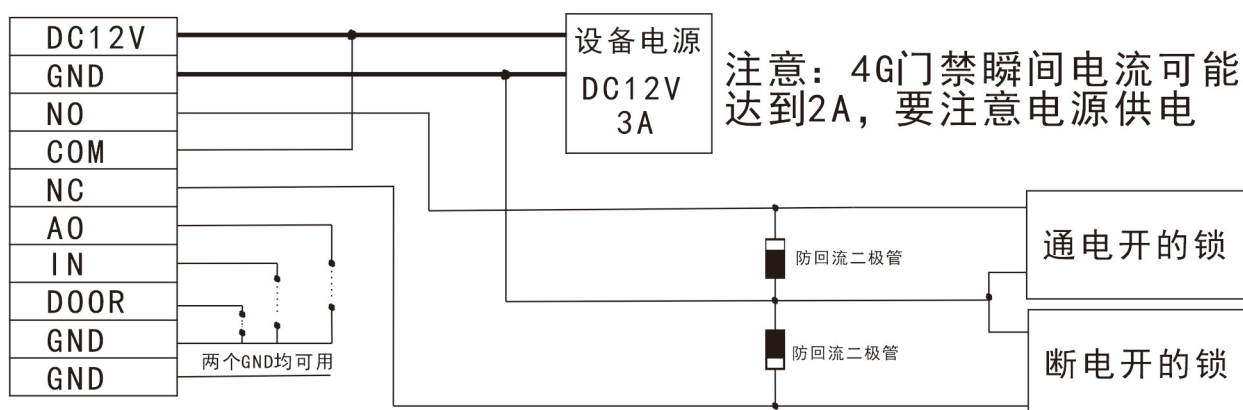 DC12V
GND
NO
COM
NC
AO
IN
DOOR
GND
GND
两个GND均可用
设备电源
DC12V
3A
注意：4G门禁瞬间电流可能
达到2A，要注意电源供电
防回流二极管
防回流二极管
通电开的锁
断电开的锁